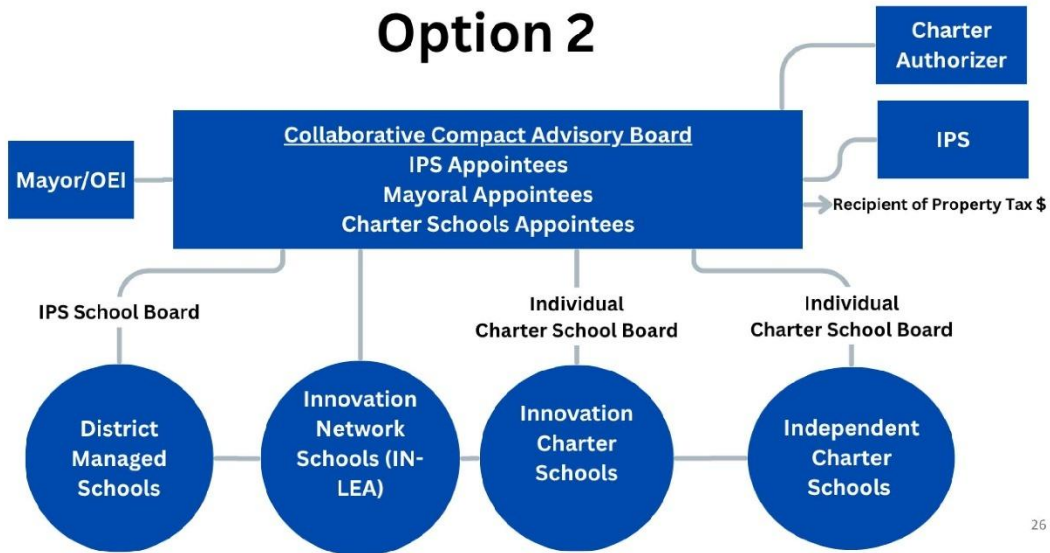 Option 2
Charter
Authorizer
IPS
Recipient of Property Tax $
Mayor/OEI
Collaborative Compact Advisory Board
IPS Appointees
Mayoral Appointees
Charter Schools Appointees
IPS School Board
Individual
Charter School Board
Individual
Charter School Board
District
Managed
Schools
Innovation
Network
Schools (IN-
LEA)
Innovation
Charter
Schools
Independent
Charter
Schools
26